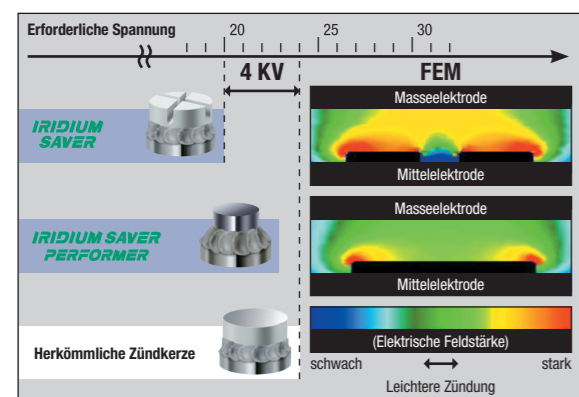 Erforderliche Spannung
20
25
30
4 KV
FEM
IRIDIUM
SAVER
Masseelektrode
Mittelelektrode
IRIDIUM SAVER
PERFORMER
Masseelektrode
Mittelelektrode
Herkömmliche Zündkerze
(Elektrische Feldstärke)
schwach
stark
Leichtere Zündung